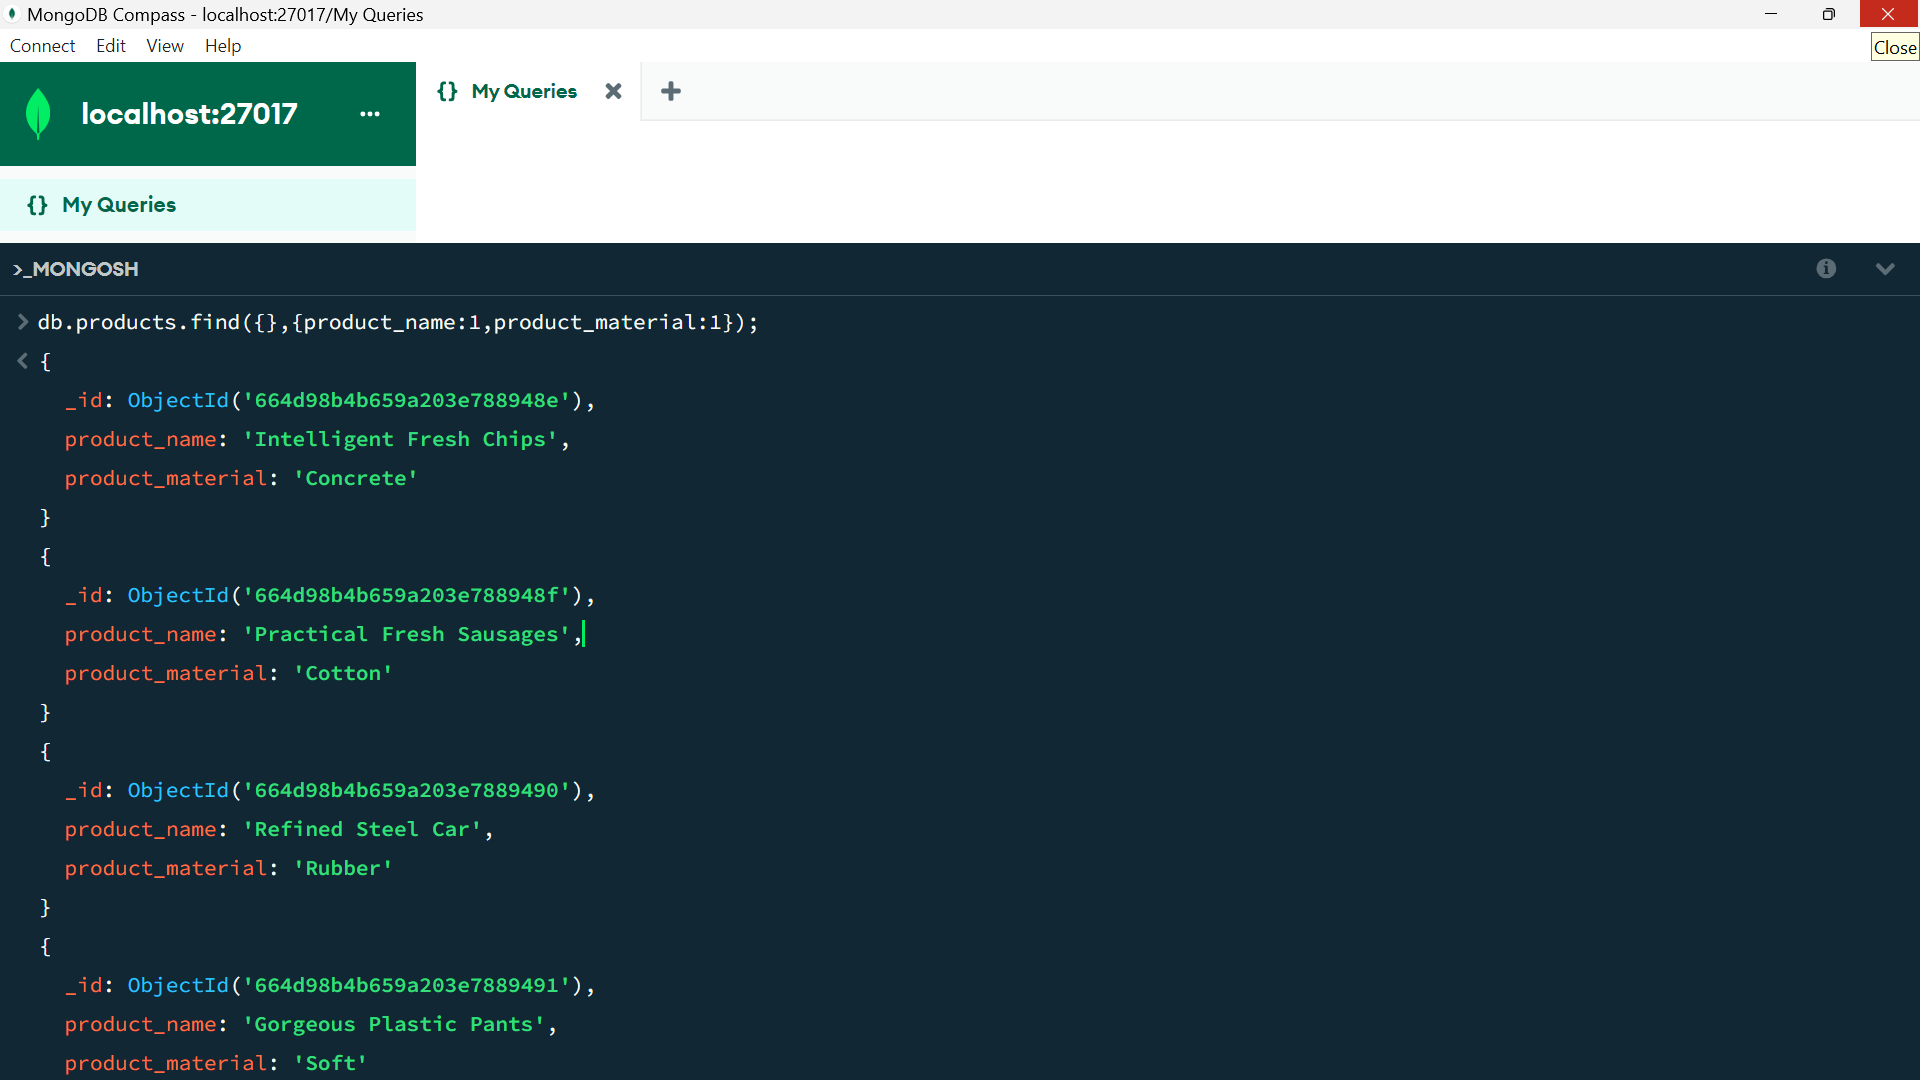 MongoDB Compass - localhost:27017/My Queries
Connect Edit View Help
Close
localhost:27017 ...
{} My Queries
{} My Queries
>_MONGOSH
> db.products.find({},{product_name:1,product_material:1});
< {
_id: ObjectId('664d98b4b659a203e788948e'),
product_name: 'Intelligent Fresh Chips',
product_material: 'Concrete'
}
{
_id: ObjectId('664d98b4b659a203e788948f'),
product_name: 'Practical Fresh Sausages',
product_material: 'Cotton'
}
{
_id: ObjectId('664d98b4b659a203e7889490'),
product_name: 'Refined Steel Car',
product_material: 'Rubber'
}
{
_id: ObjectId('664d98b4b659a203e7889491'),
product_name: 'Gorgeous Plastic Pants',
product_material: 'Soft'